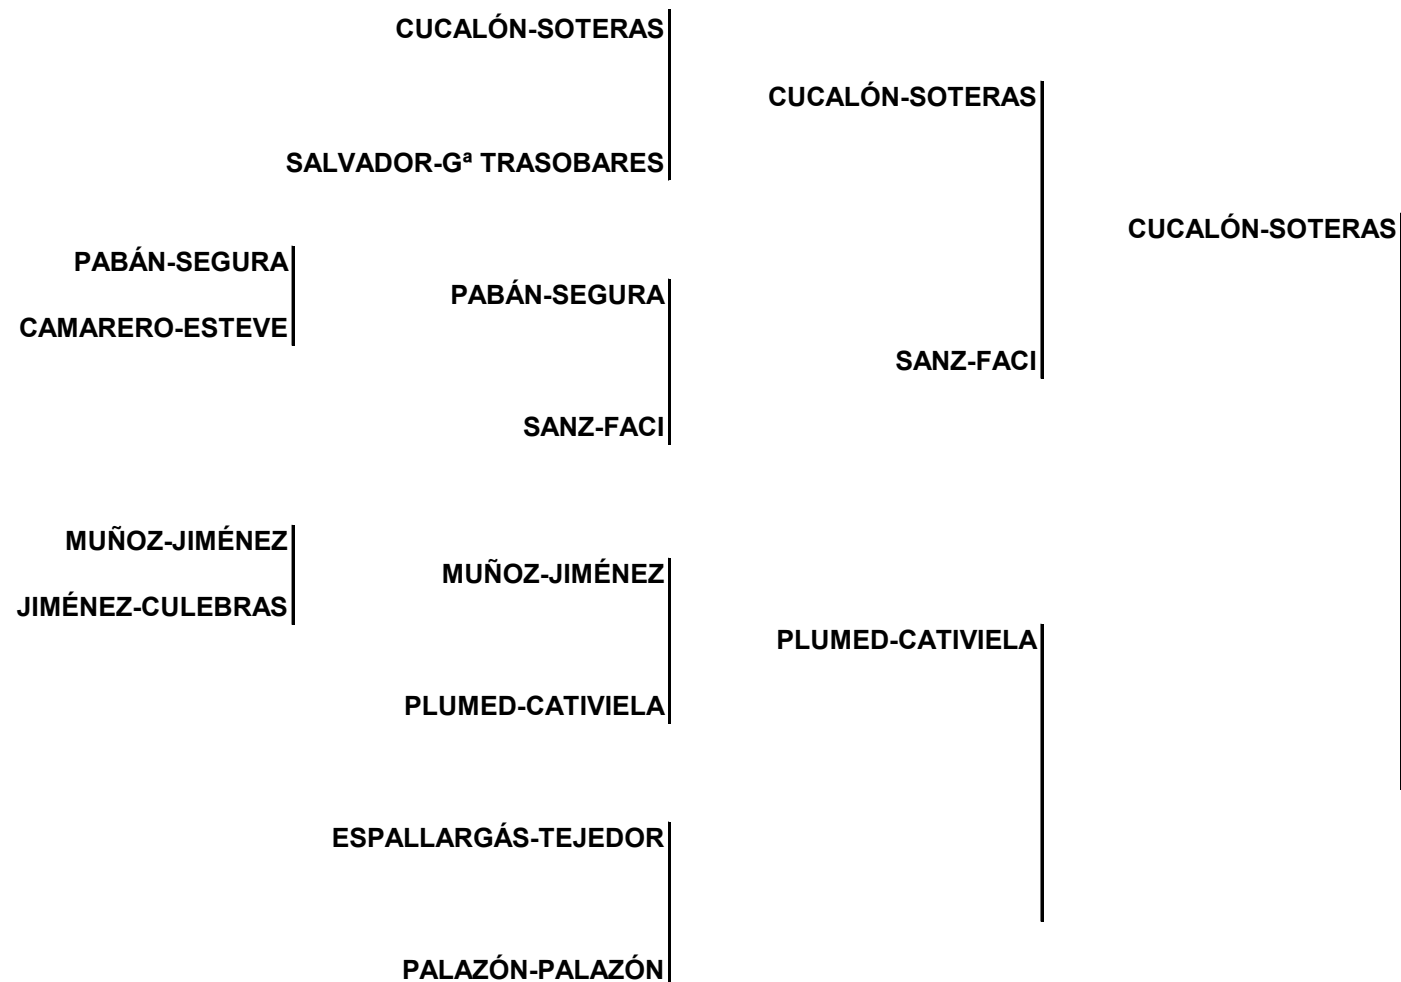 CUCALÓN-SOTERAS
CUCALÓN-SOTERAS
SALVADOR-Gª TRASOBARES
CUCALÓN-SOTERAS
PABÁN-SEGURA
PABÁN-SEGURA
CAMARERO-ESTEVE
SANZ-FACI
SANZ-FACI
MUÑOZ-JIMÉNEZ
MUÑOZ-JIMÉNEZ
JIMÉNEZ-CULEBRAS
PLUMED-CATIVIELA
PLUMED-CATIVIELA
ESPALLARGÁS-TEJEDOR
PALAZÓN-PALAZÓN